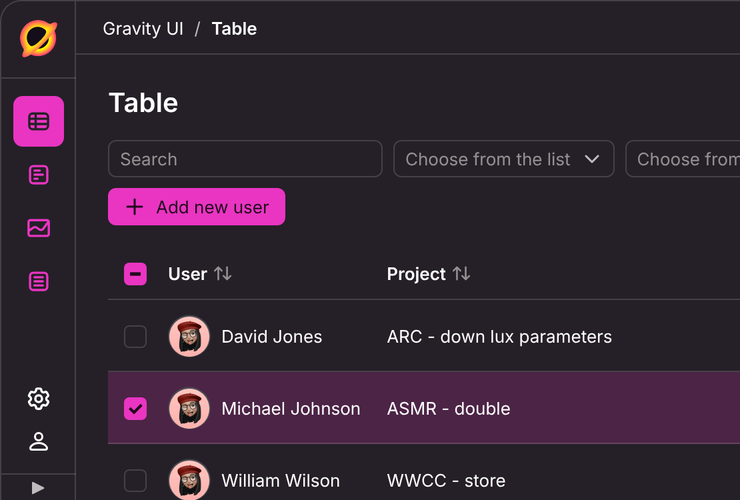 Gravity UI / Table
Table
Search
Choose from the list
Choose from
Add new user
User Project
David Jones ARC - down lux parameters
Michael Johnson ASMR - double
William Wilson WWCC - store